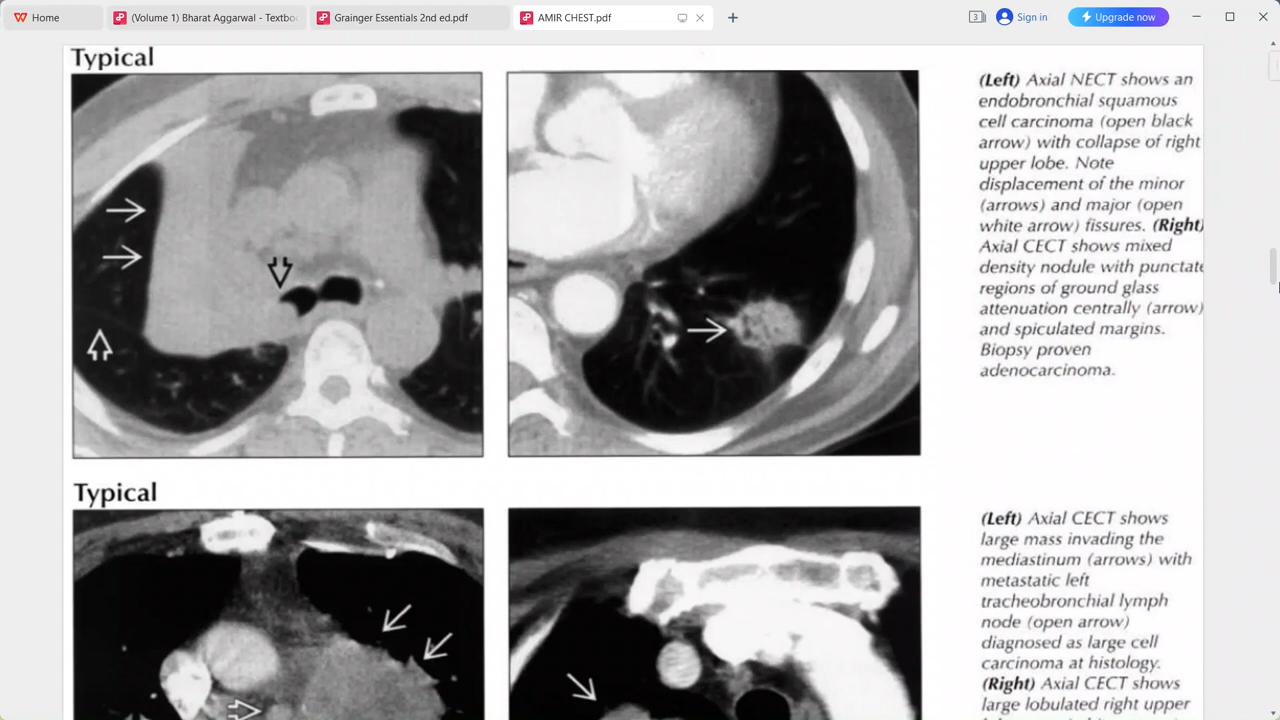 Home
(Volume 1) Bharat Aggarwal - Textbo
Grainger Essentials 2nd ed.pdf
AMIR CHEST.pdf
3
Sign in
Upgrade now
Typical
(Left) Axial NECT shows an
endobronchial squamous
cell carcinoma (open black
arrow) with collapse of right
upper lobe. Note
displacement of the minor
(arrows) and major (open
white arrow) fissures. (Right)
Axial CECT shows mixed
density nodule with punctate
regions of ground glass
attenuation centrally (arrow)
and spiculated margins.
Biopsy proven
adenocarcinoma.
Typical
(Left) Axial CECT shows
large mass invading the
mediastinum (arrows) with
metastatic left
tracheobronchial lymph
node (open arrow)
diagnosed as large cell
carcinoma at histology.
(Right) Axial CECT shows
large lobulated right upper